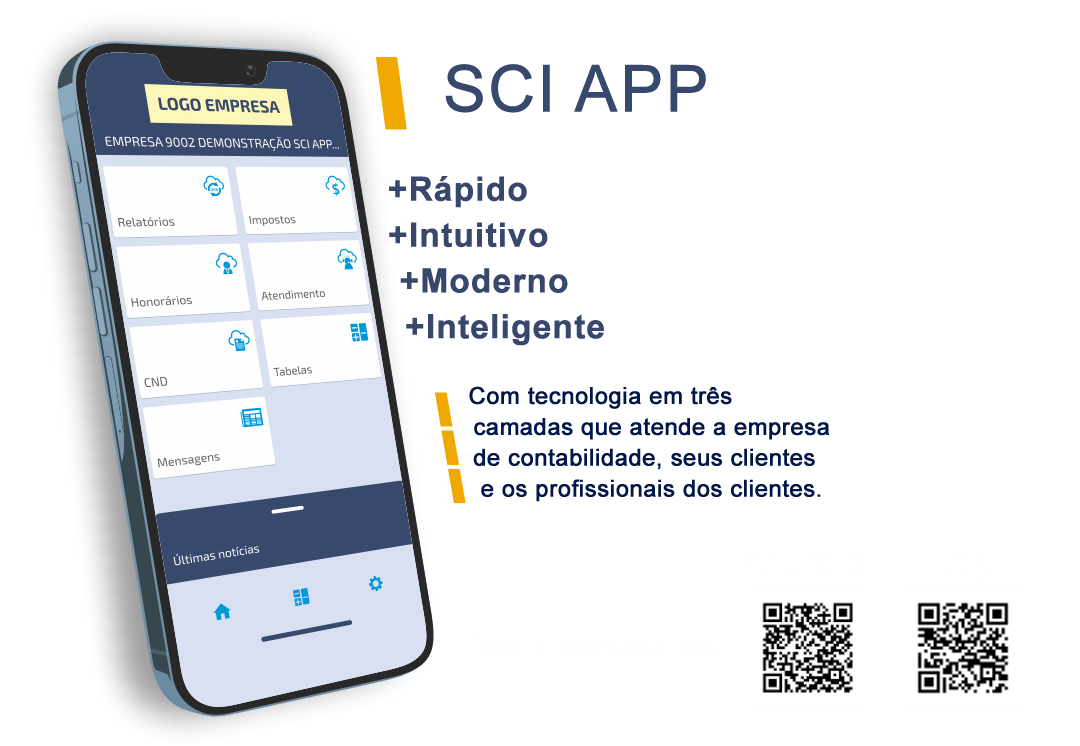 LOGO EMPRESA
EMPRESA 9002 DEMONSTRAÇÃO SCI APP...
Relatórios
Impostos
Honorários
Atendimento
CND
Tabelas
Mensagens
Últimas notícias
SCI APP
+Rápido
+Intuitivo
+Moderno
+Inteligente
Com tecnologia em três
camadas que atende a empresa
de contabilidade, seus clientes
e os profissionais dos clientes.